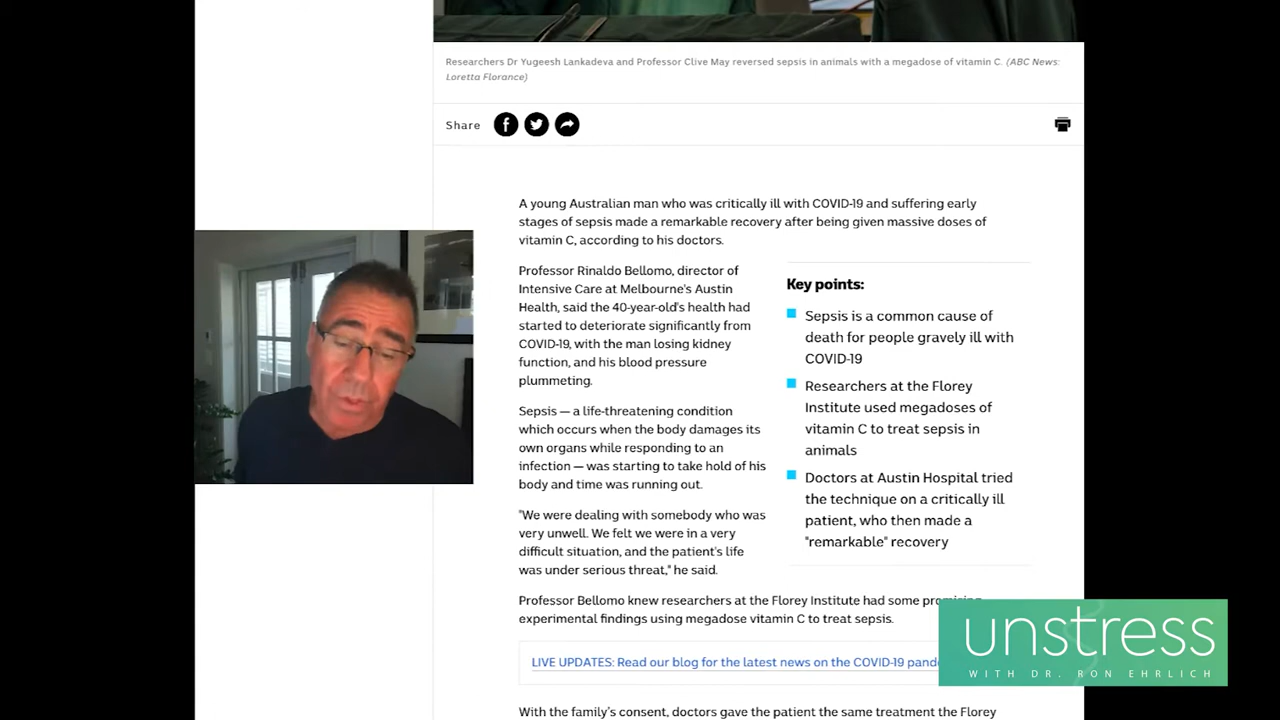 Researchers Dr Yugeesh Lankadeva and Professor Clive May reversed sepsis in animals with a megadose of vitamin C. (ABC News:
Loretta Florance)
Share
A young Australian man who was critically ill with COVID-19 and suffering early
stages of sepsis made a remarkable recovery after being given massive doses of
vitamin C, according to his doctors.
Professor Rinaldo Bellomo, director of
Intensive Care at Melbourne's Austin
Health, said the 40-year-old's health had
started to deteriorate significantly from
COVID-19, with the man losing kidney
function, and his blood pressure
plummeting.
Sepsis — a life-threatening condition
which occurs when the body damages its
own organs while responding to an
infection — was starting to take hold of his
body and time was running out.
"We were dealing with somebody who was
very unwell. We felt we were in a very
difficult situation, and the patient's life
was under serious threat," he said.
Key points:
Sepsis is a common cause of
death for people gravely ill with
COVID-19
Researchers at the Florey
Institute used megadoses of
vitamin C to treat sepsis in
animals
Doctors at Austin Hospital tried
the technique on a critically ill
patient, who then made a
"remarkable" recovery
Professor Bellomo knew researchers at the Florey Institute had some promising
experimental findings using megadose vitamin C to treat sepsis.
LIVE UPDATES: Read our blog for the latest news on the COVID-19
With the family's consent, doctors gave the patient the same treatment the Florey
unstress
WITH DR. RON EHRLICH